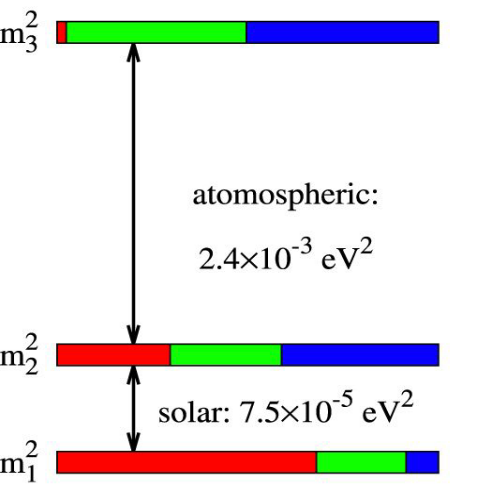 m₃²
atomospheric:
2.4×10⁻³ eV²
m₂²
solar: 7.5×10⁻⁵ eV²
m₁²